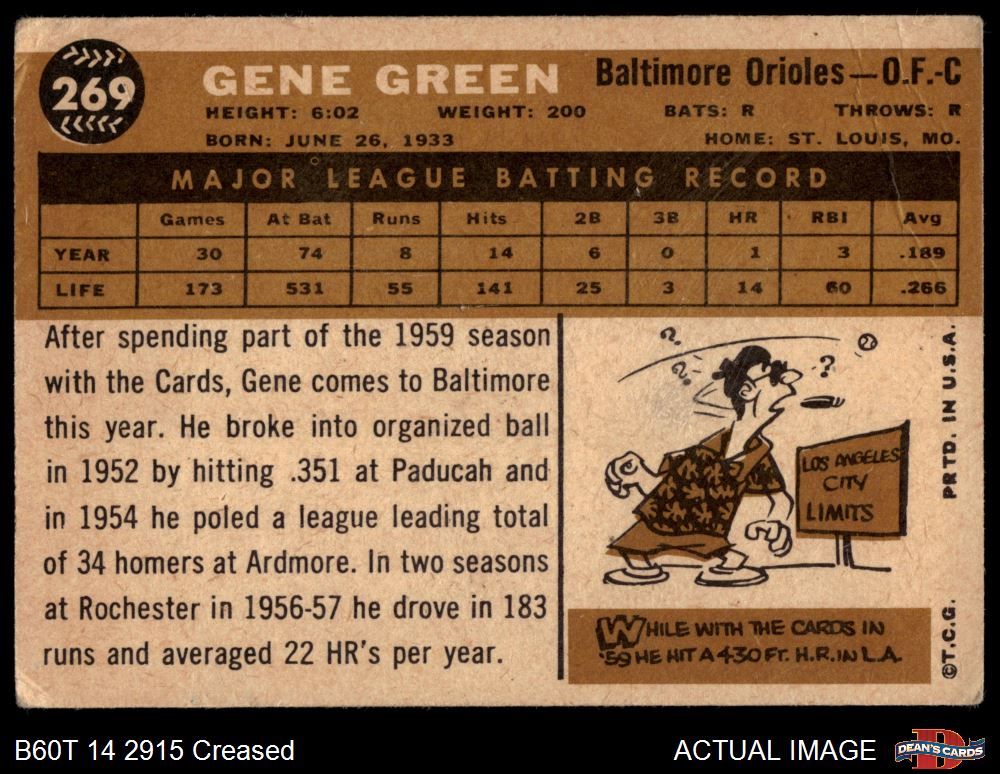 269
GENE GREEN Baltimore Orioles—O.F.-C
HEIGHT: 6:02 WEIGHT: 200 BATS: R THROWS: R
BORN: JUNE 26, 1933 HOME: ST. LOUIS, MO.
MAJOR LEAGUE BATTING RECORD
Games At Bat Runs Hits 2B 3B HR RBI Avg
YEAR 30 74 8 14 6 0 1 3 .189
LIFE 173 531 55 141 25 3 14 60 .266
After spending part of the 1959 season
with the Cards, Gene comes to Baltimore
this year. He broke into organized ball
in 1952 by hitting .351 at Paducah and
in 1954 he poled a league leading total
of 34 homers at Ardmore. In two seasons
at Rochester in 1956-57 he drove in 183
runs and averaged 22 HR's per year.
?
?
?
LOS ANGELES
CITY
LIMITS
WHILE WITH THE CARDS IN
'59 HE HIT A 430 FT. H.R. IN L.A.
PRTD. IN U.S.A.
©T.C.G.
B60T 14 2915 Creased
ACTUAL IMAGE
D
DEAN'S CARDS